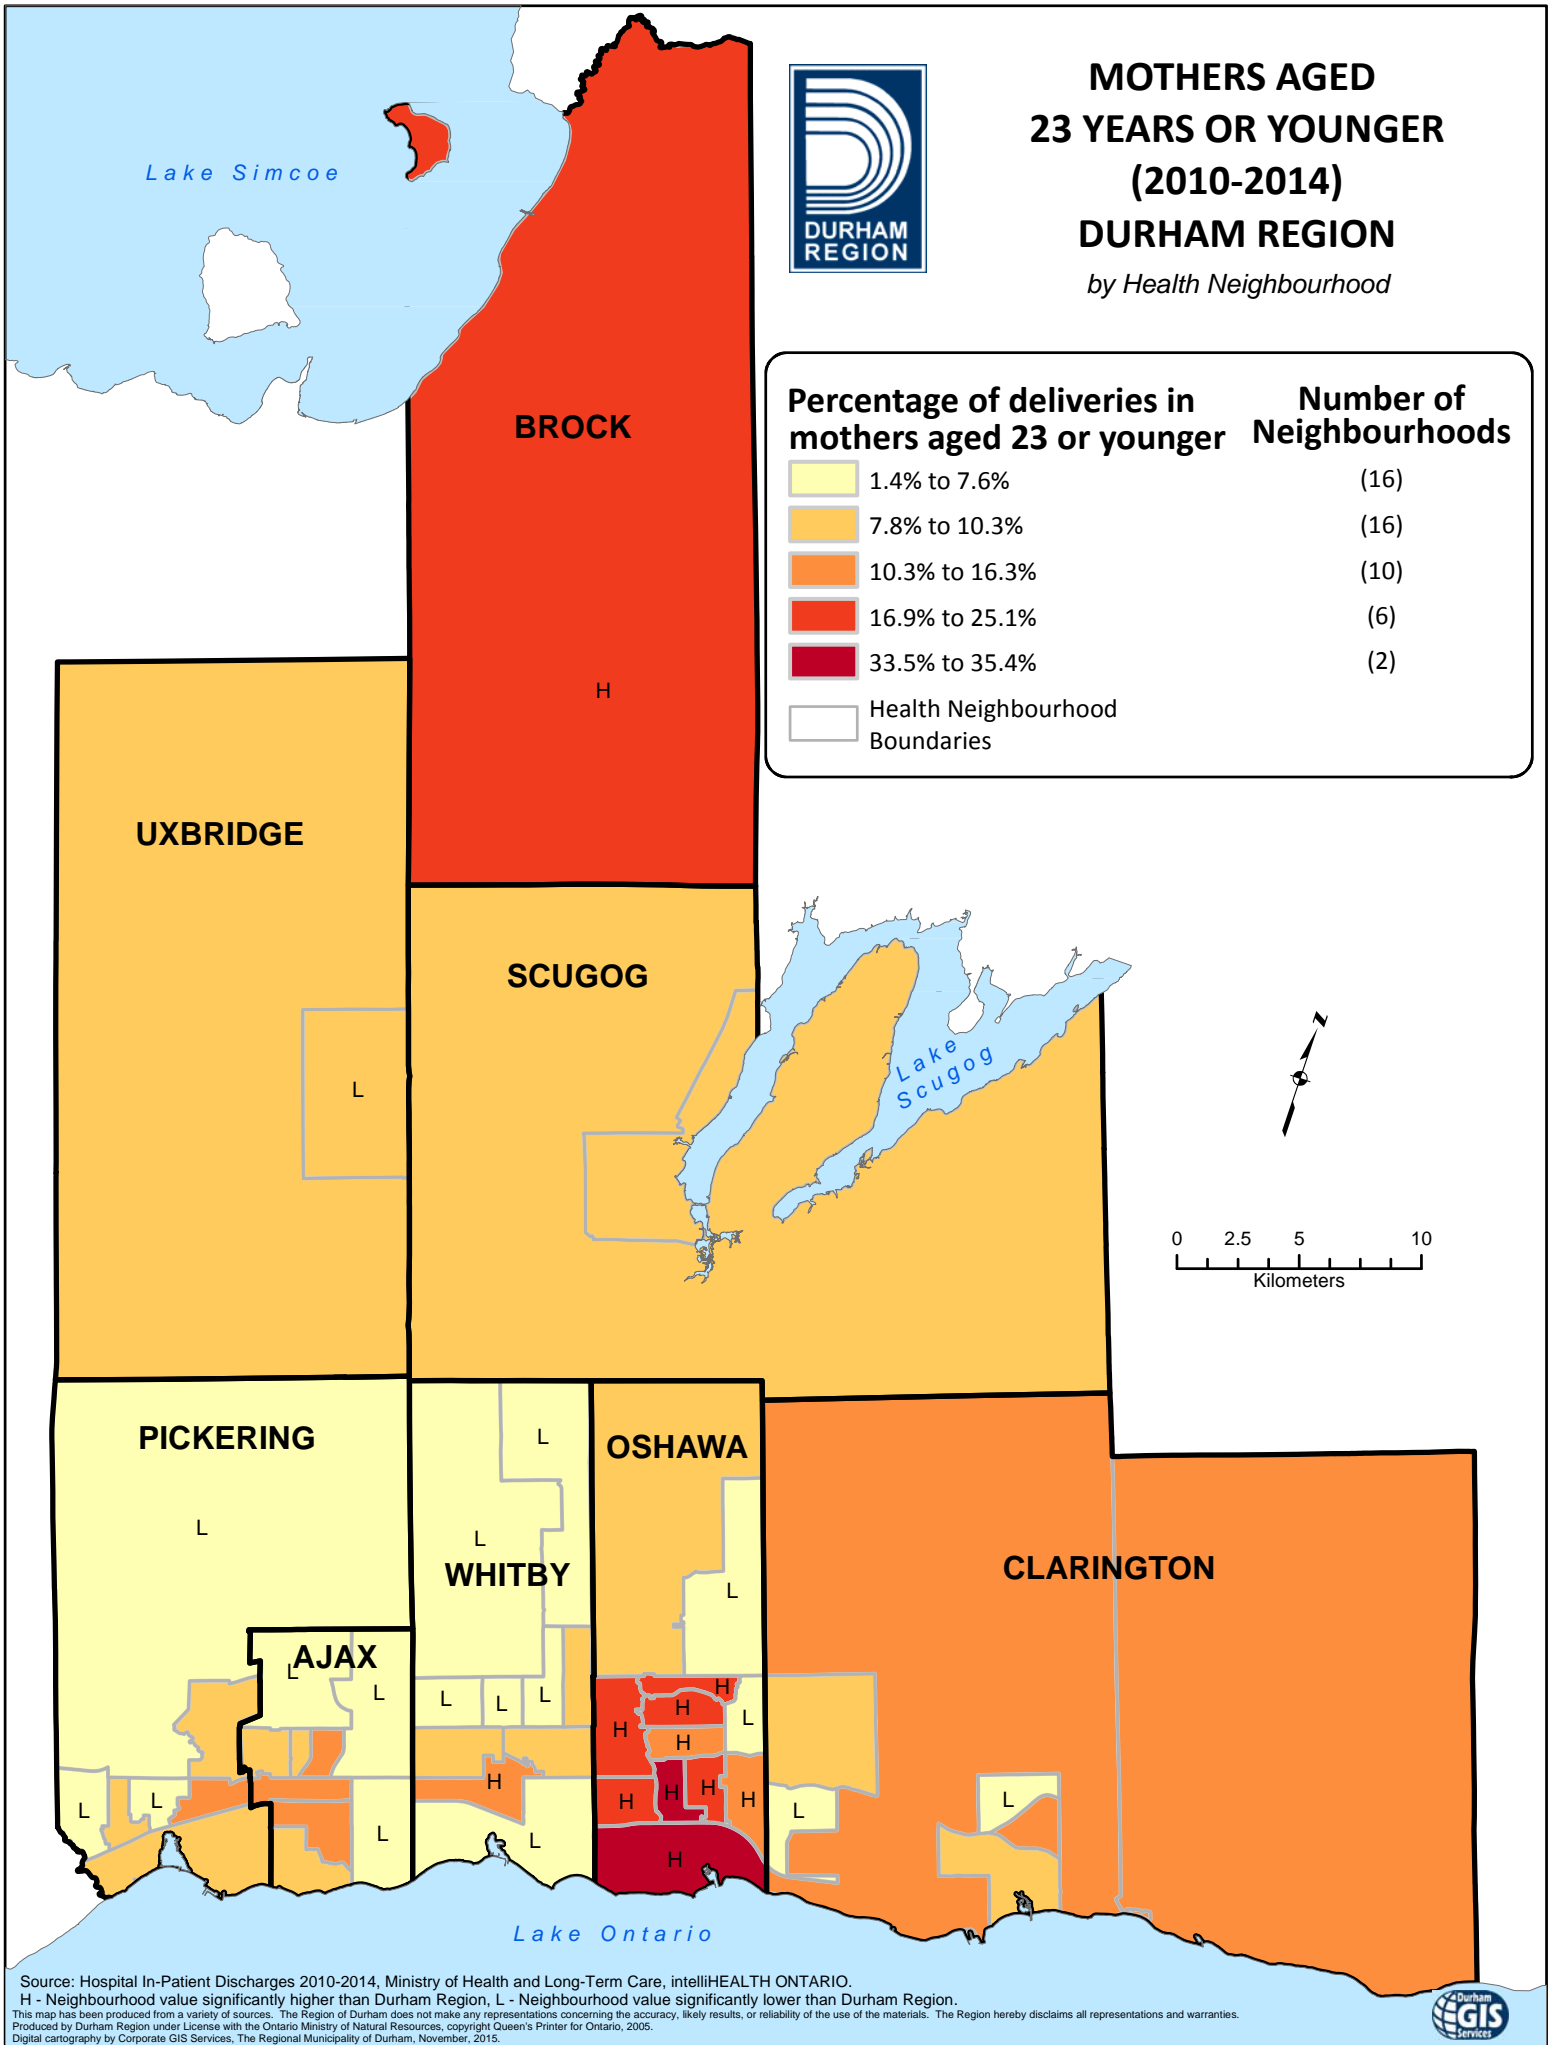 MOTHERS AGED
23 YEARS OR YOUNGER
(2010-2014)
DURHAM REGION
by Health Neighbourhood
DURHAM
REGION
Lake Simcoe
Percentage of deliveries in
mothers aged 23 or younger
Number of
Neighbourhoods
1.4% to 7.6% (16)
7.8% to 10.3% (16)
10.3% to 16.3% (10)
16.9% to 25.1% (6)
33.5% to 35.4% (2)
Health Neighbourhood
Boundaries
BROCK
H
UXBRIDGE
L
SCUGOG
Lake
Scugog
N
0 2.5 5 10
Kilometers
PICKERING
L
L
L
AJAX
L
L
L
WHITBY
L
L
L
L
L
H
L
OSHAWA
L
H
H
H
L
H
H
H
H
H
H
CLARINGTON
L
L
Lake Ontario
Source: Hospital In-Patient Discharges 2010-2014, Ministry of Health and Long-Term Care, intelliHEALTH ONTARIO.
H - Neighbourhood value significantly higher than Durham Region, L - Neighbourhood value significantly lower than Durham Region.
This map has been produced from a variety of sources. The Region of Durham does not make any representations concerning the accuracy, likely results, or reliability of the use of the materials. The Region hereby disclaims all representations and warranties.
Produced by Durham Region under License with the Ontario Ministry of Natural Resources, copyright Queen's Printer for Ontario, 2005.
Digital cartography by Corporate GIS Services, The Regional Municipality of Durham, November, 2015.
Durham
GIS
Services